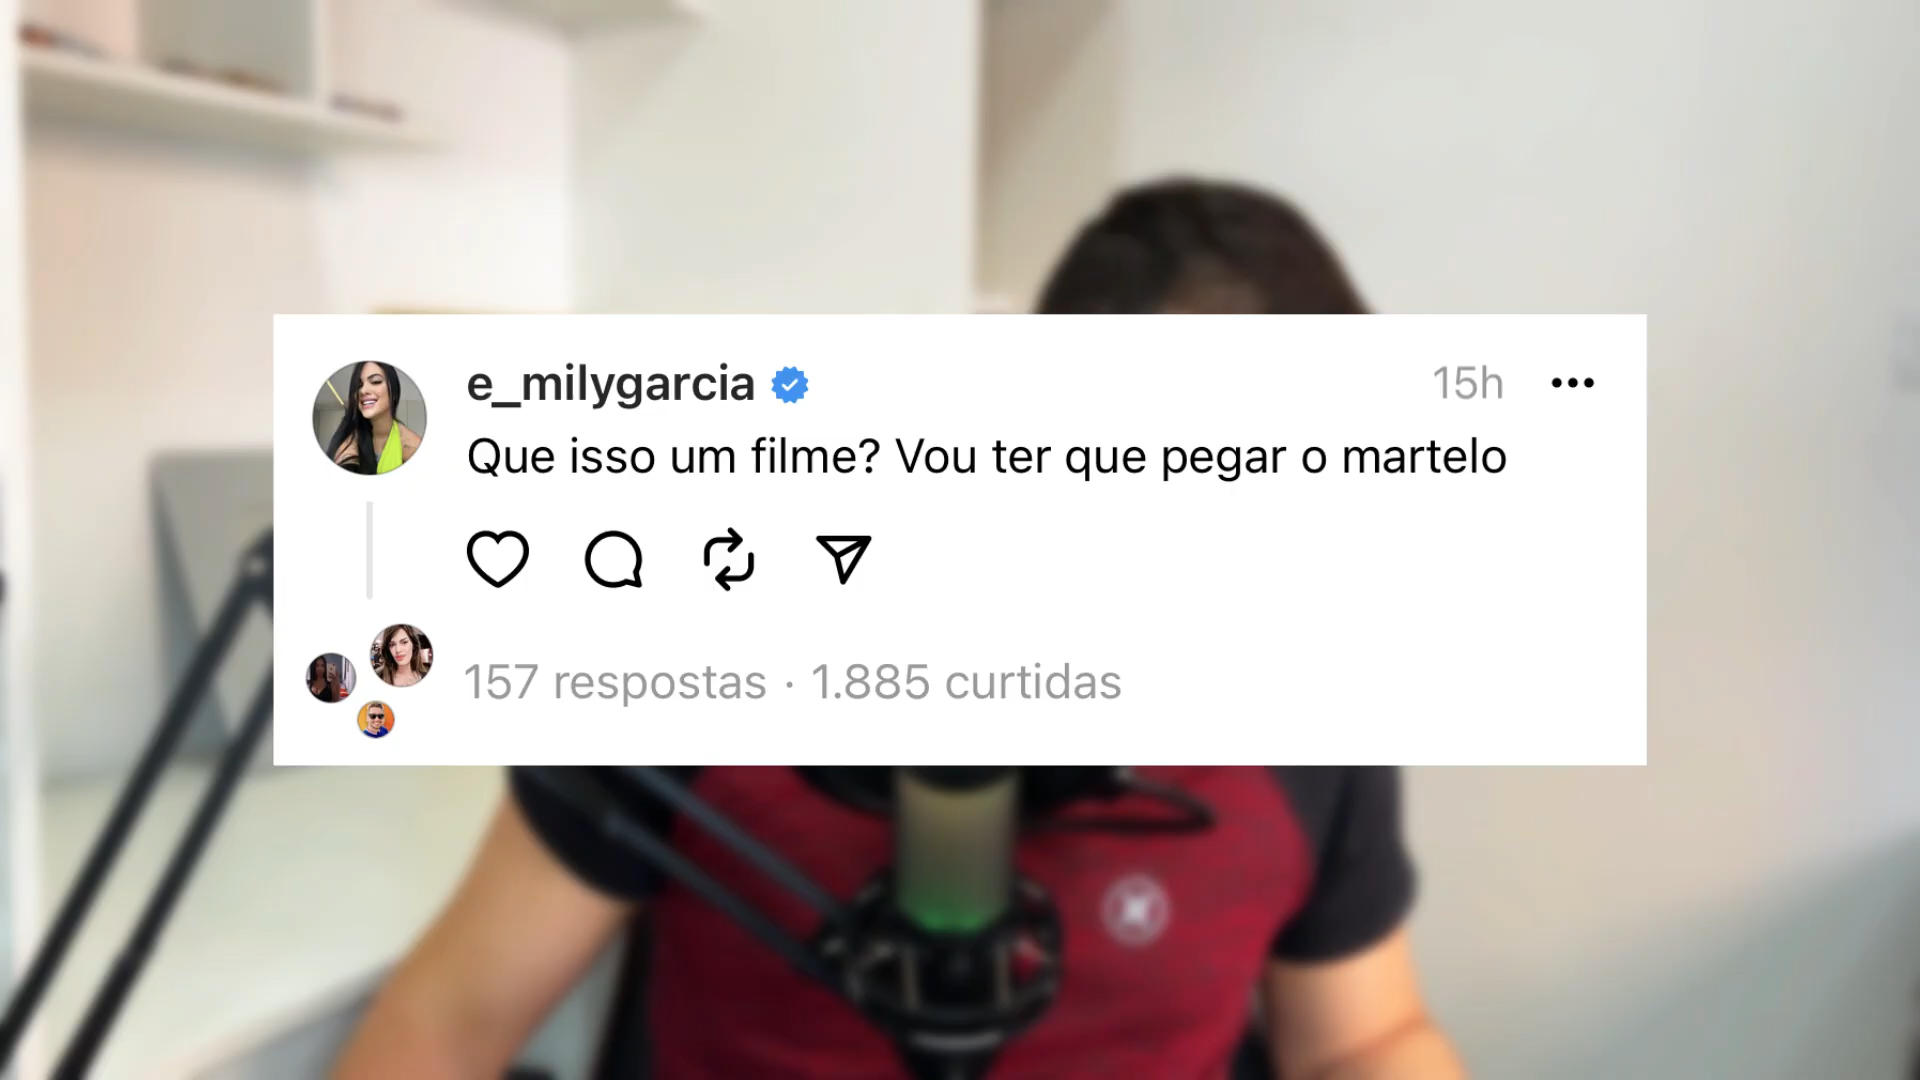 e_milygarcia
15h
Que isso um filme? Vou ter que pegar o martelo
157 respostas · 1.885 curtidas